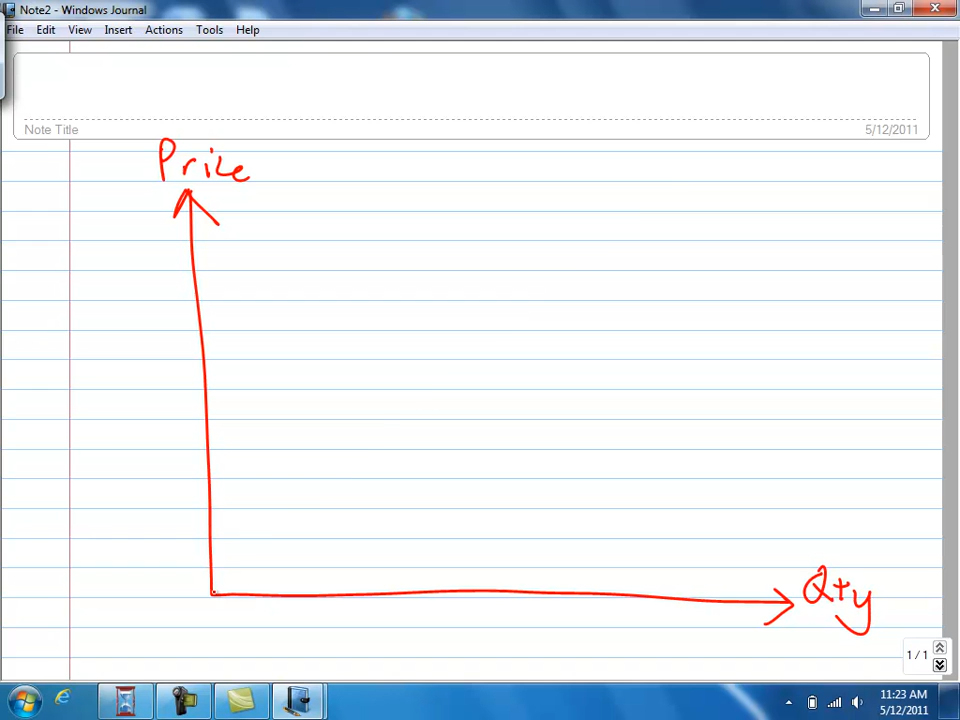 Note2 - Windows Journal
File Edit View Insert Actions Tools Help
Note Title
5/12/2011
Price
Qty
1 / 1
11:23 AM
5/12/2011